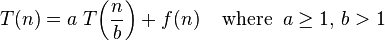 T(n) = a T(n/b) + f(n) where a ≥ 1, b > 1